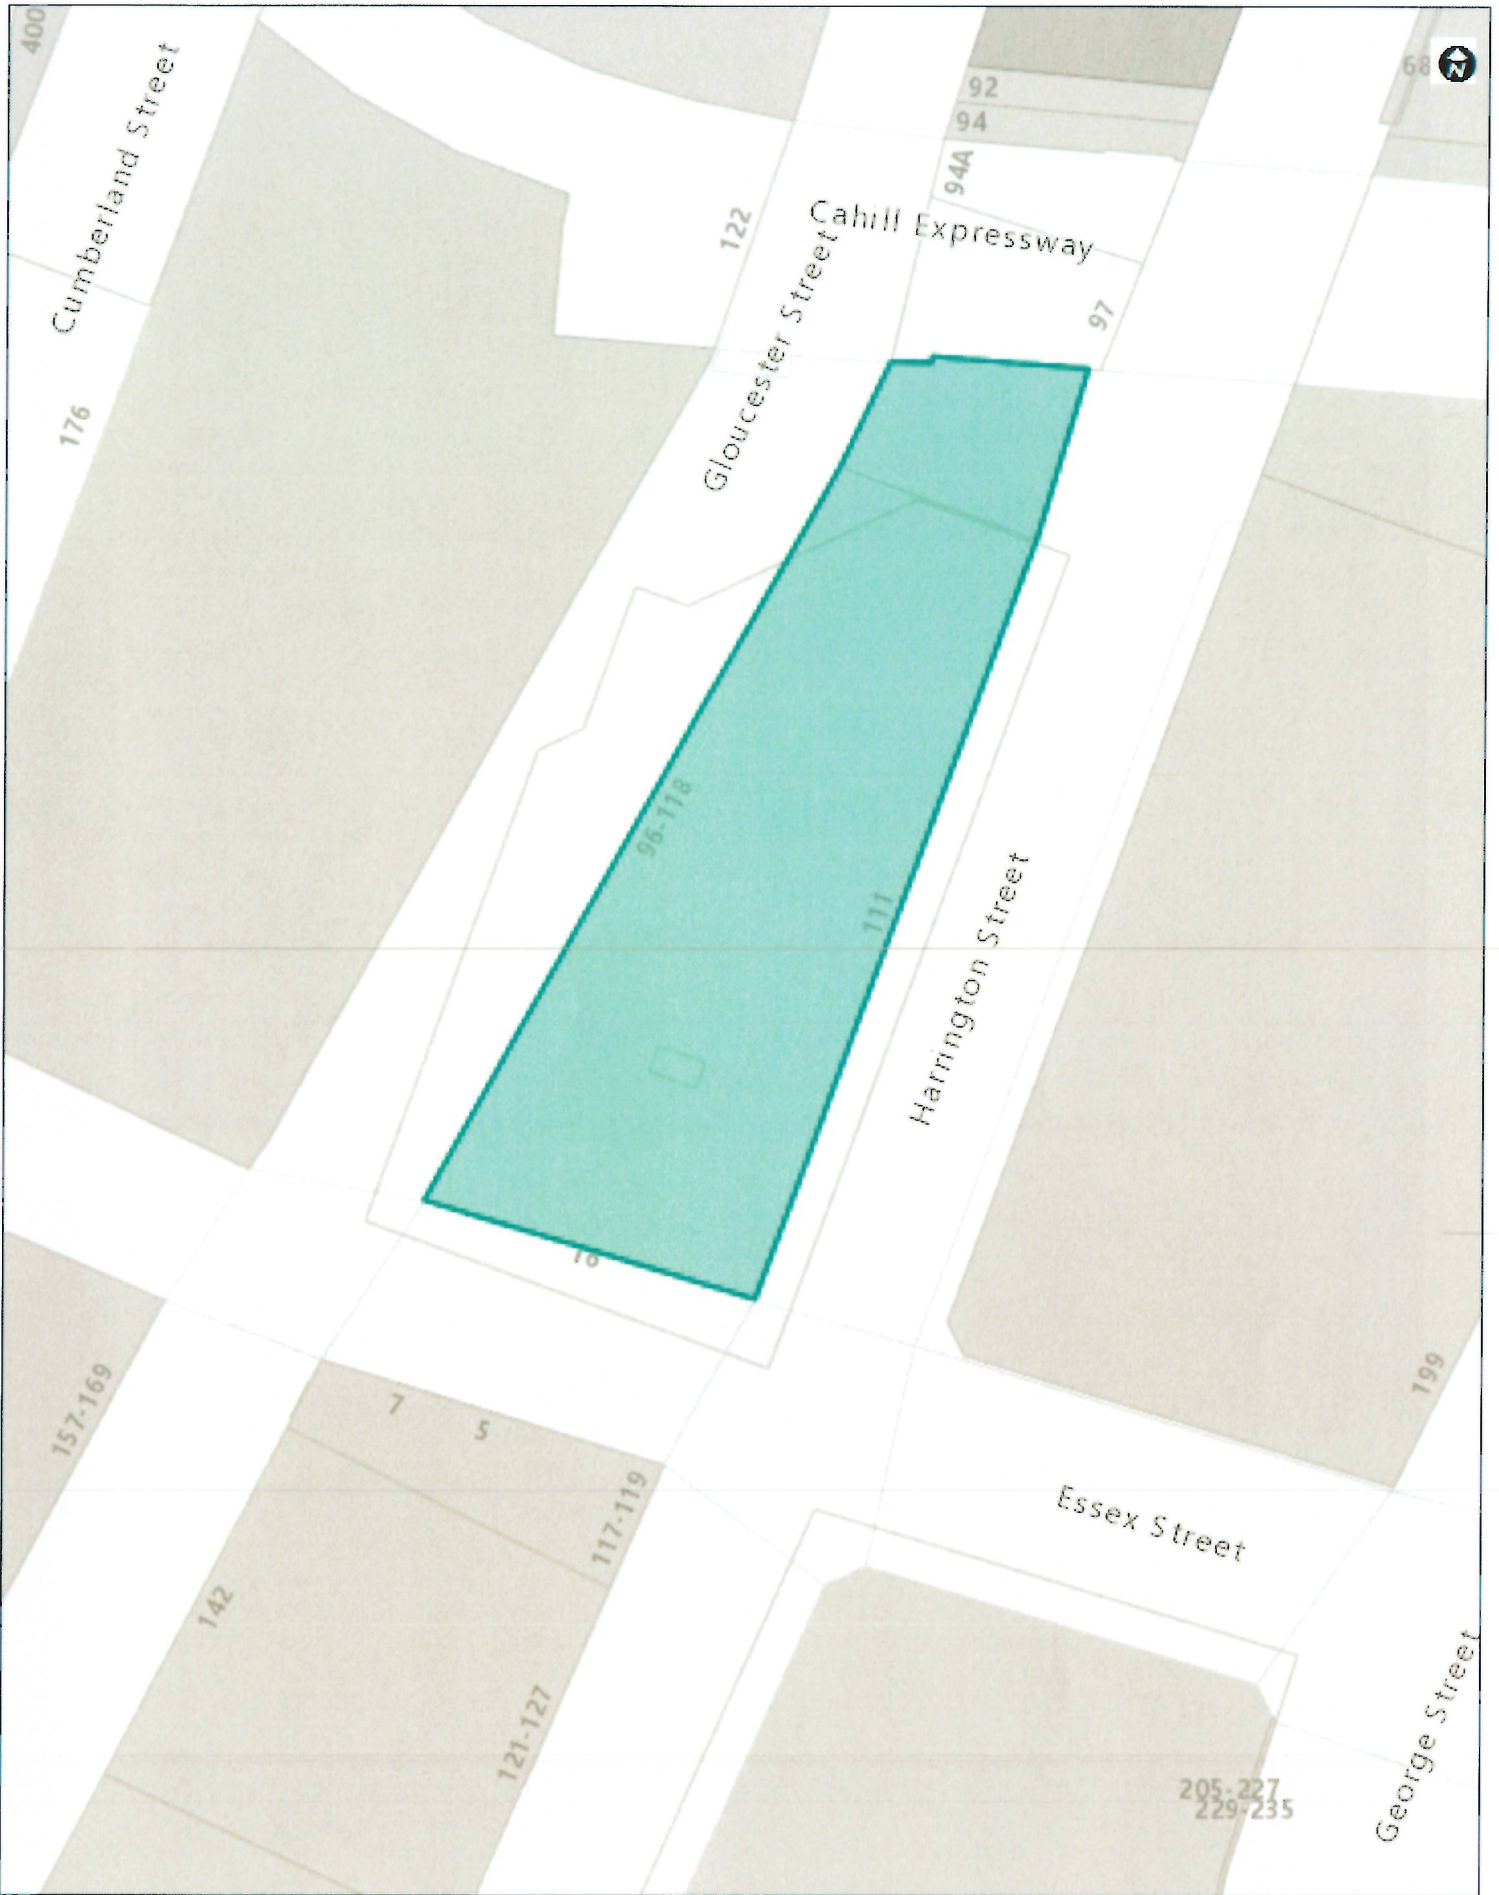 400
Cumberland Street
176
122
Cahill Expressway
Gloucester Street
92
94
94A
97
68
N
96-118
111
Harrington Street
157-169
7
5
117-119
142
121-127
Essex Street
199
205-227
229-235
George Street